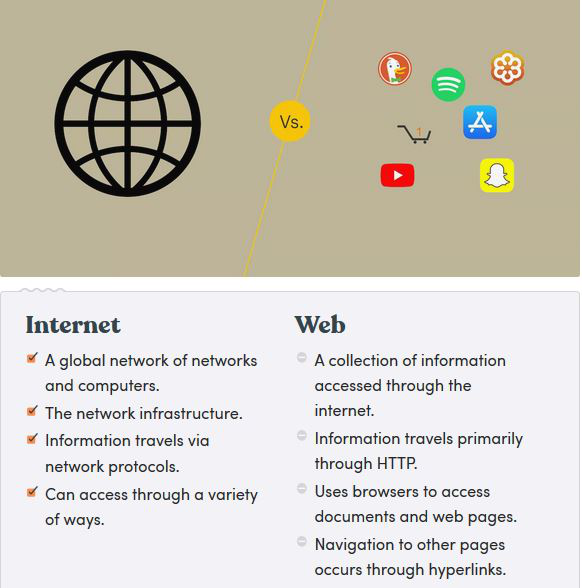 Vs.
1
Internet
A global network of networks
and computers.
The network infrastructure.
Information travels via
network protocols.
Can access through a variety
of ways.
Web
A collection of information
accessed through the
internet.
Information travels primarily
through HTTP.
Uses browsers to access
documents and web pages.
Navigation to other pages
occurs through hyperlinks.